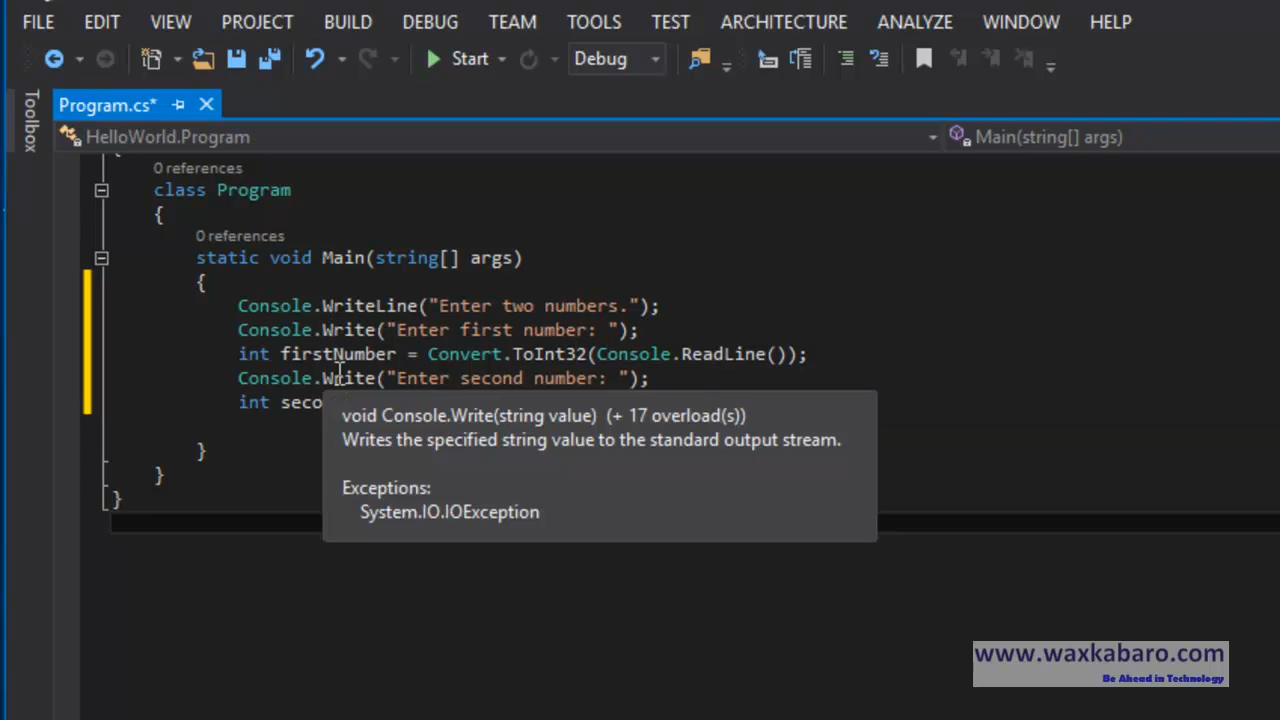 FILE EDIT VIEW PROJECT BUILD DEBUG TEAM TOOLS TEST ARCHITECTURE ANALYZE WINDOW HELP
Start Debug
Toolbox
Program.cs*
HelloWorld.Program Main(string[] args)
{
0 references
class Program
{
0 references
static void Main(string[] args)
{
Console.WriteLine("Enter two numbers.");
Console.Write("Enter first number: ");
int firstNumber = Convert.ToInt32(Console.ReadLine());
Console.Write("Enter second number: ");
int seco
void Console.Write(string value) (+ 17 overload(s))
Writes the specified string value to the standard output stream.
Exceptions:
System.IO.IOException
}
}
}
www.waxkabaro.com
Be Ahead in Technology